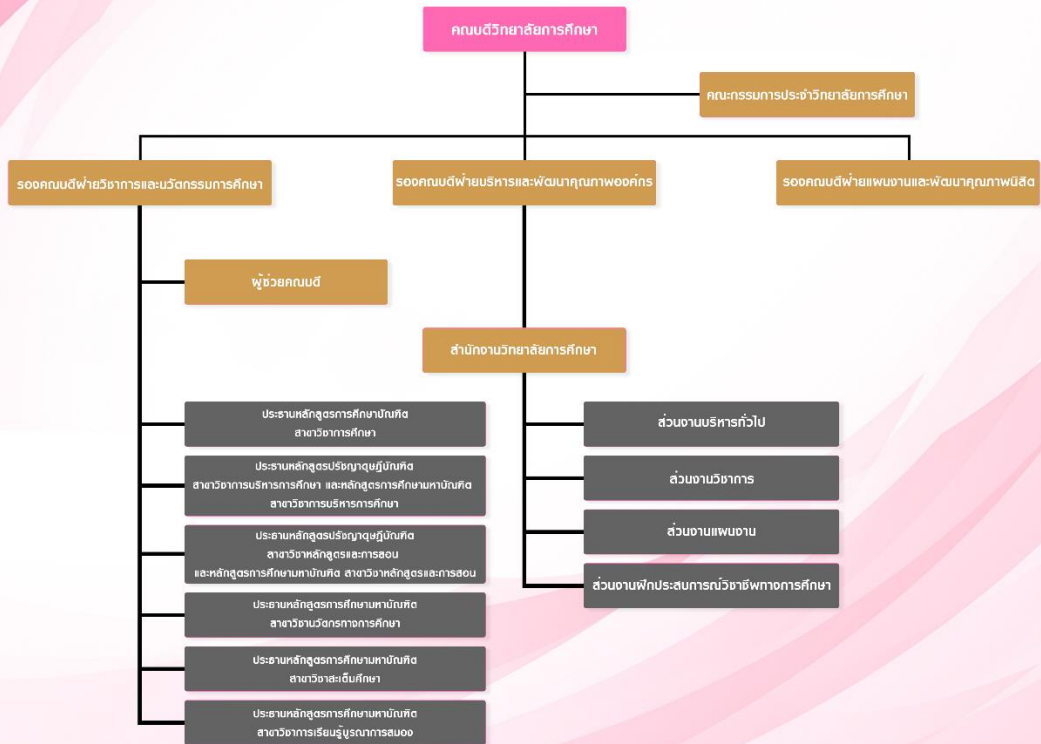 คณบดีวิทยาลัยการศึกษา
คณะกรรมการประจำวิทยาลัยการศึกษา
รองคณบดีฝ่ายวิชาการและนวัตกรรมการศึกษา
รองคณบดีฝ่ายบริหารและพัฒนาคุณภาพองค์กร
รองคณบดีฝ่ายแผนงานและพัฒนาคุณภาพนิสิต
ผู้ช่วยคณบดี
สำนักงานวิทยาลัยการศึกษา
ประธานหลักสูตรการศึกษาบัณฑิต
สาขาวิชาการศึกษา
ประธานหลักสูตรปรัชญาดุษฎีบัณฑิต
สาขาวิชาการบริหารการศึกษา และหลักสูตรการศึกษามหาบัณฑิต
สาขาวิชาการบริหารการศึกษา
ประธานหลักสูตรปรัชญาดุษฎีบัณฑิต
สาขาวิชาหลักสูตรและการสอน
และหลักสูตรการศึกษามหาบัณฑิต สาขาวิชาหลักสูตรและการสอน
ประธานหลักสูตรการศึกษามหาบัณฑิต
สาขาวิชานวัตกรทางการศึกษา
ประธานหลักสูตรการศึกษามหาบัณฑิต
สาขาวิชาสะเต็มศึกษา
ประธานหลักสูตรการศึกษามหาบัณฑิต
สาขาวิชาการเรียนรู้บูรณาการสมอง
ส่วนงานบริหารทั่วไป
ส่วนงานวิชาการ
ส่วนงานแผนงาน
ส่วนงานฝึกประสบการณ์วิชาชีพทางการศึกษา